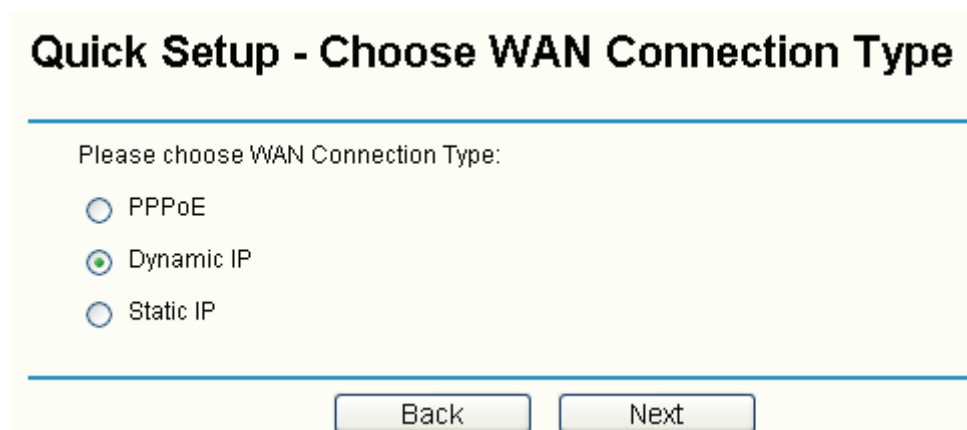 Quick Setup - Choose WAN Connection Type
Please choose WAN Connection Type:
PPPoE
Dynamic IP
Static IP
Back Next